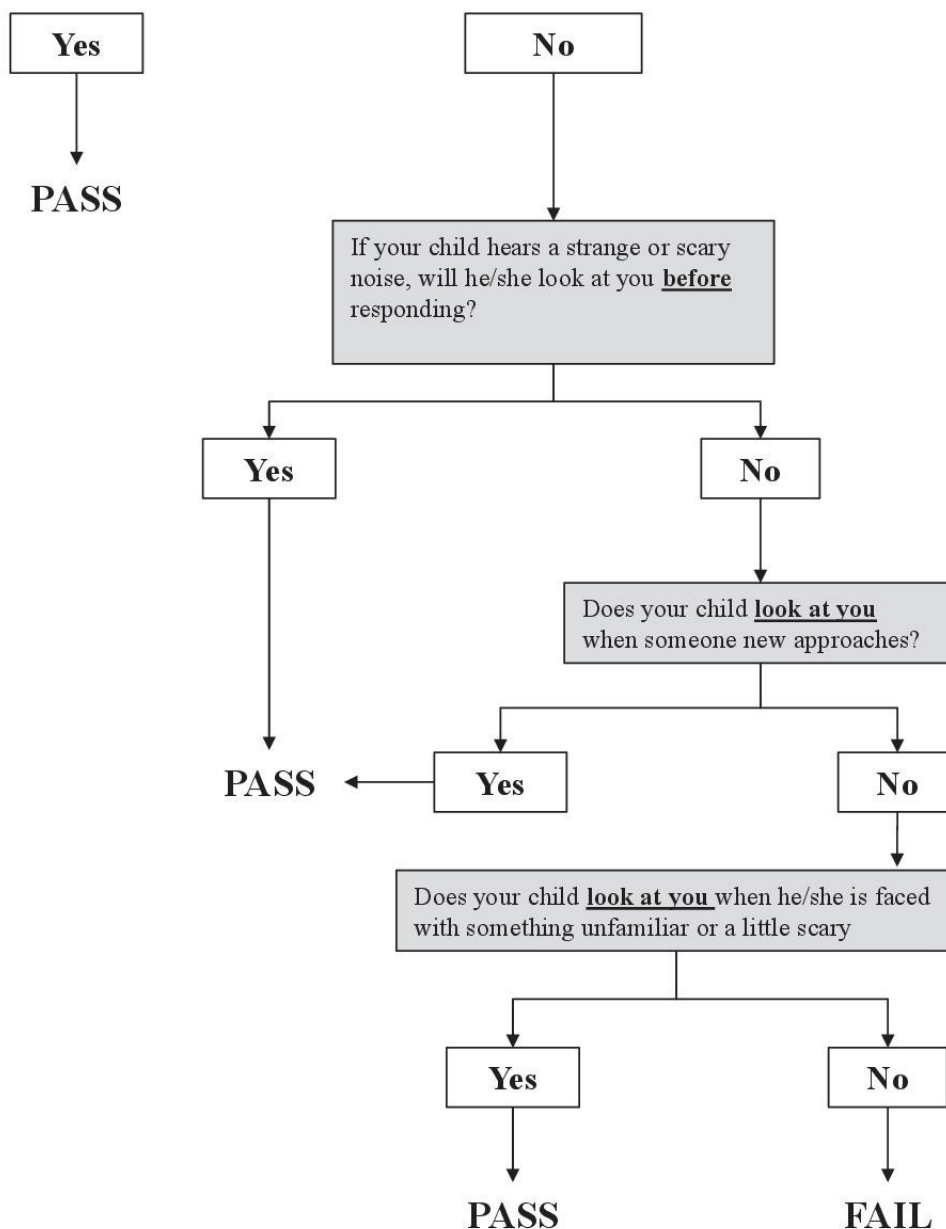 Yes
No
PASS
If your child hears a strange or scary
noise, will he/she look at you before
responding?
Yes
No
Does your child look at you
when someone new approaches?
PASS
Yes
No
Does your child look at you when he/she is faced
with something unfamiliar or a little scary
Yes
No
PASS
FAIL